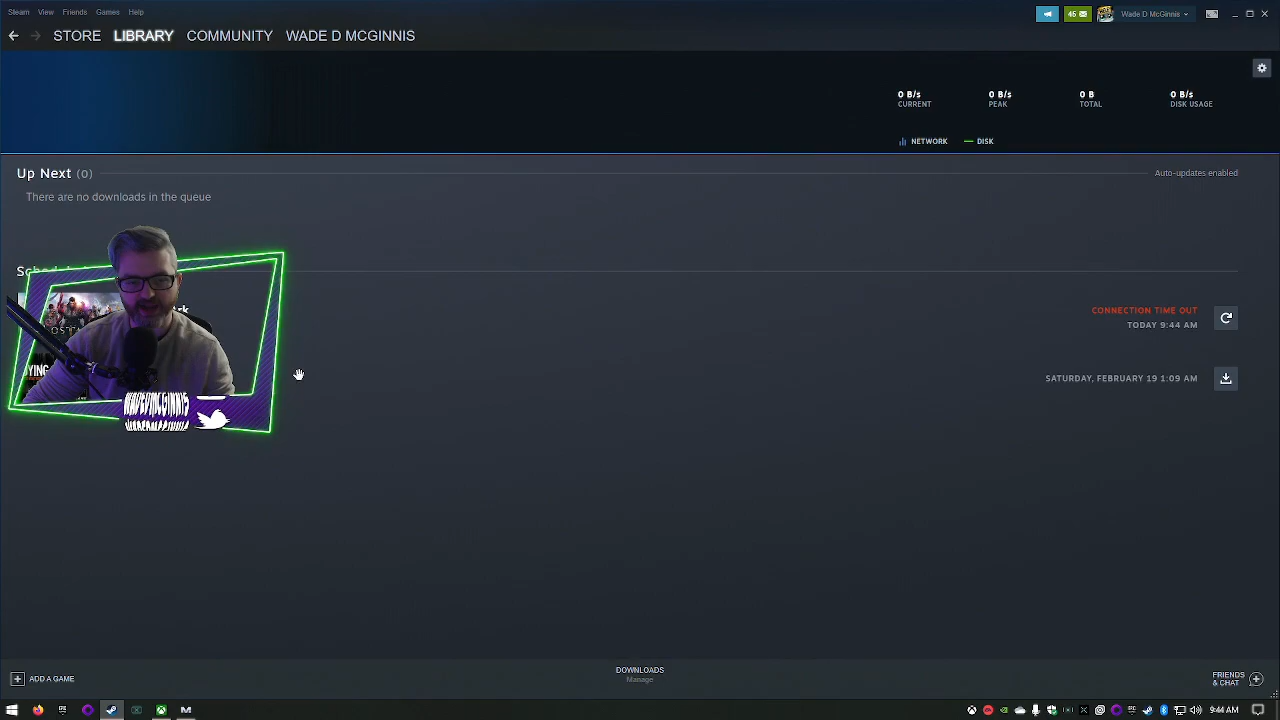 Steam View Friends Games Help
45
Wade D McGinnis
STORE LIBRARY COMMUNITY WADE D MCGINNIS
0 B/s
CURRENT
0 B/s
PEAK
0 B
TOTAL
0 B/s
DISK USAGE
NETWORK DISK
Up Next (0)
Auto-updates enabled
There are no downloads in the queue
CONNECTION TIME OUT
TODAY 9:44 AM
SATURDAY, FEBRUARY 19 1:09 AM
WADEDMCGINNIS
ADD A GAME
DOWNLOADS
Manage
FRIENDS
& CHAT
9:44 AM